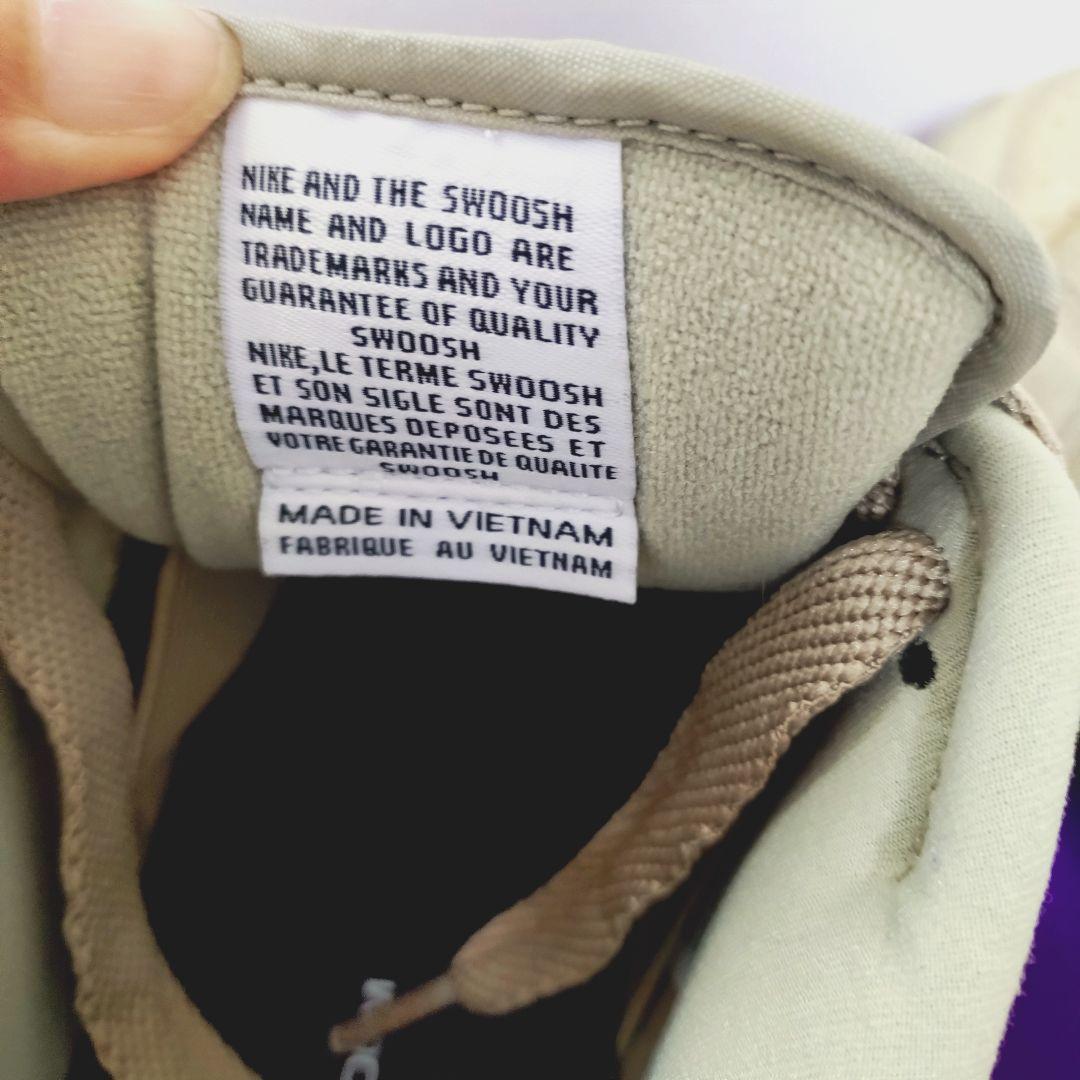 NIKE AND THE SWOOSH
NAME AND LOGO ARE
TRADEMARKS AND YOUR
GUARANTEE OF QUALITY
SWOOSH
NIKE,LE TERME SWOOSH
ET SON SIGLE SONT DES
MARQUES DEPOSEES ET
VOTRE GARANTIE DE QUALITE
SWOOSH
MADE IN VIETNAM
FABRIQUE AU VIETNAM